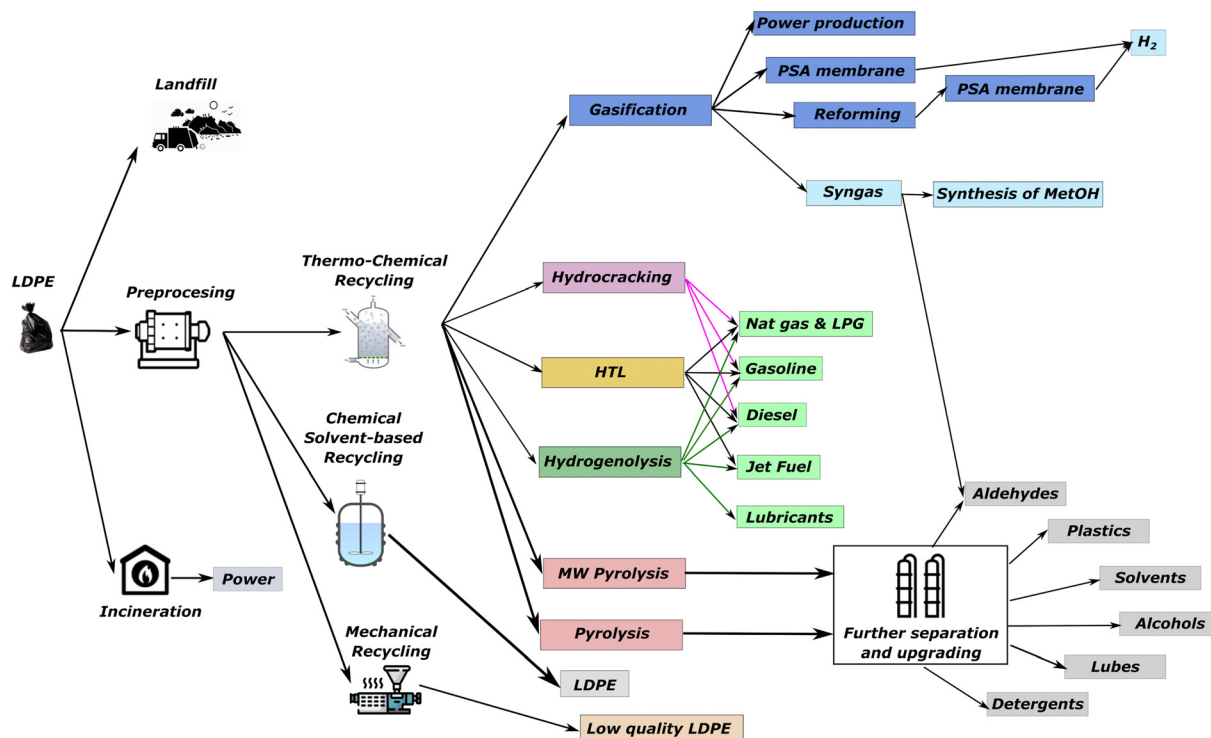 Power production
H₂
Landfill
PSA membrane
PSA membrane
Gasification
Reforming
Syngas
Synthesis of MetOH
Thermo-Chemical
Recycling
Hydrocracking
LDPE
Preprocesing
Nat gas & LPG
HTL
Gasoline
Chemical
Solvent-based
Recycling
Diesel
Hydrogenolysis
Jet Fuel
Aldehydes
Lubricants
Plastics
MW Pyrolysis
Power
Solvents
Incineration
Mechanical
Recycling
Pyrolysis
Further separation
and upgrading
Alcohols
Lubes
LDPE
Detergents
Low quality LDPE